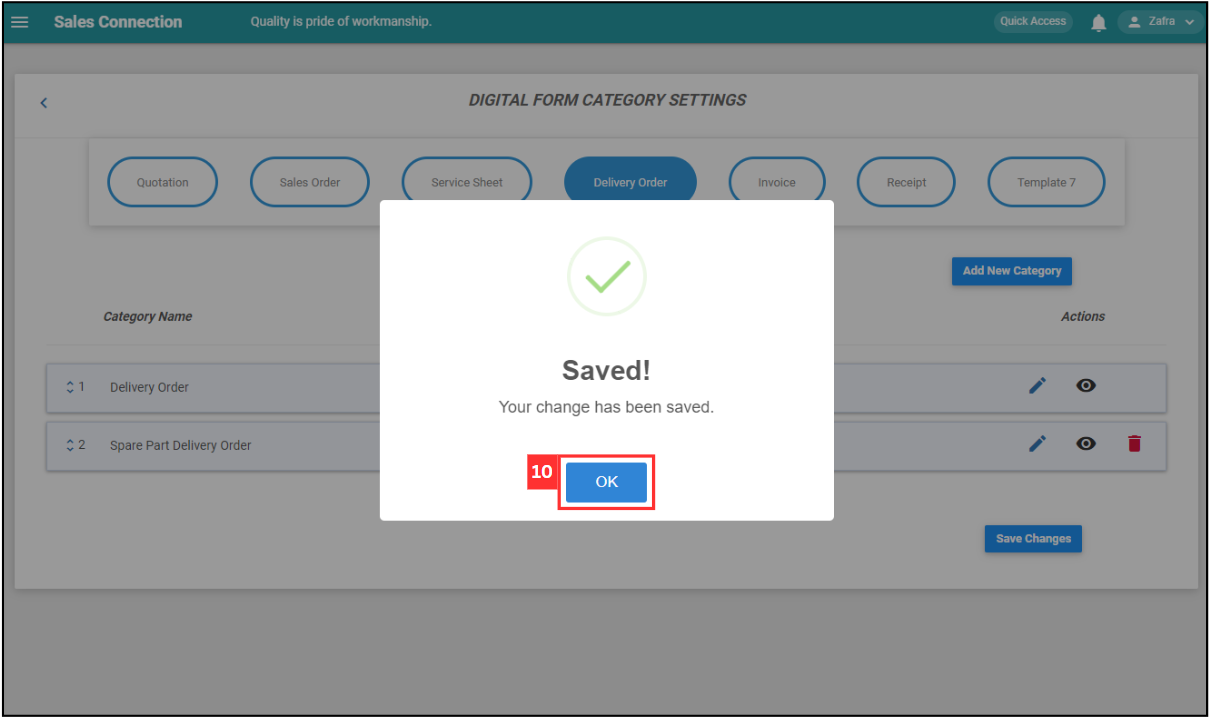 Sales Connection Quality is pride of workmanship. Quick Access Zafra
DIGITAL FORM CATEGORY SETTINGS
Quotation Sales Order Service Sheet Delivery Order Invoice Receipt Template 7
Add New Category
Category Name Actions
1 Delivery Order
2 Spare Part Delivery Order
Saved!
Your change has been saved.
10 OK
Save Changes